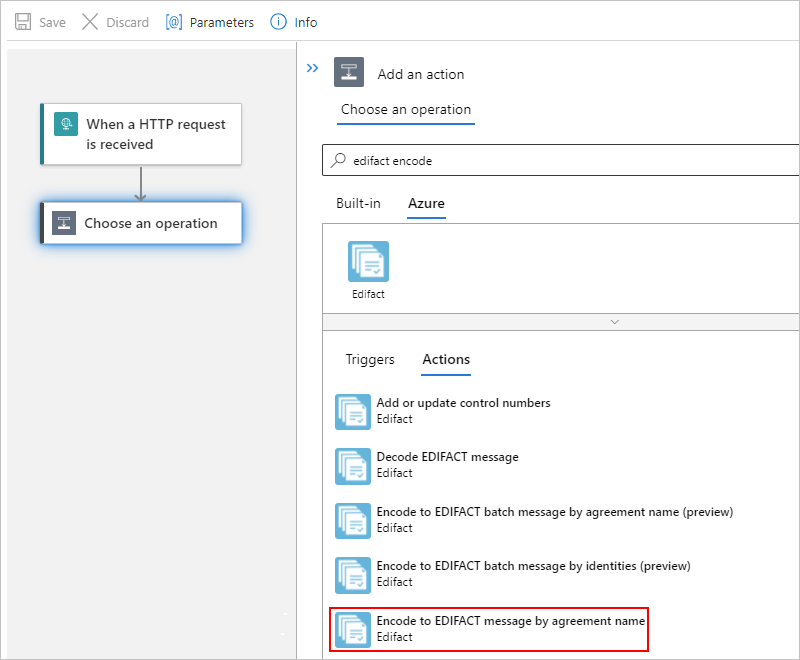 Save Discard Parameters Info
When a HTTP request
is received
Choose an operation
Add an action
Choose an operation
edifact encode
Built-in Azure
Edifact
Triggers Actions
Add or update control numbers
Edifact
Decode EDIFACT message
Edifact
Encode to EDIFACT batch message by agreement name (preview)
Edifact
Encode to EDIFACT batch message by identities (preview)
Edifact
Encode to EDIFACT message by agreement name
Edifact